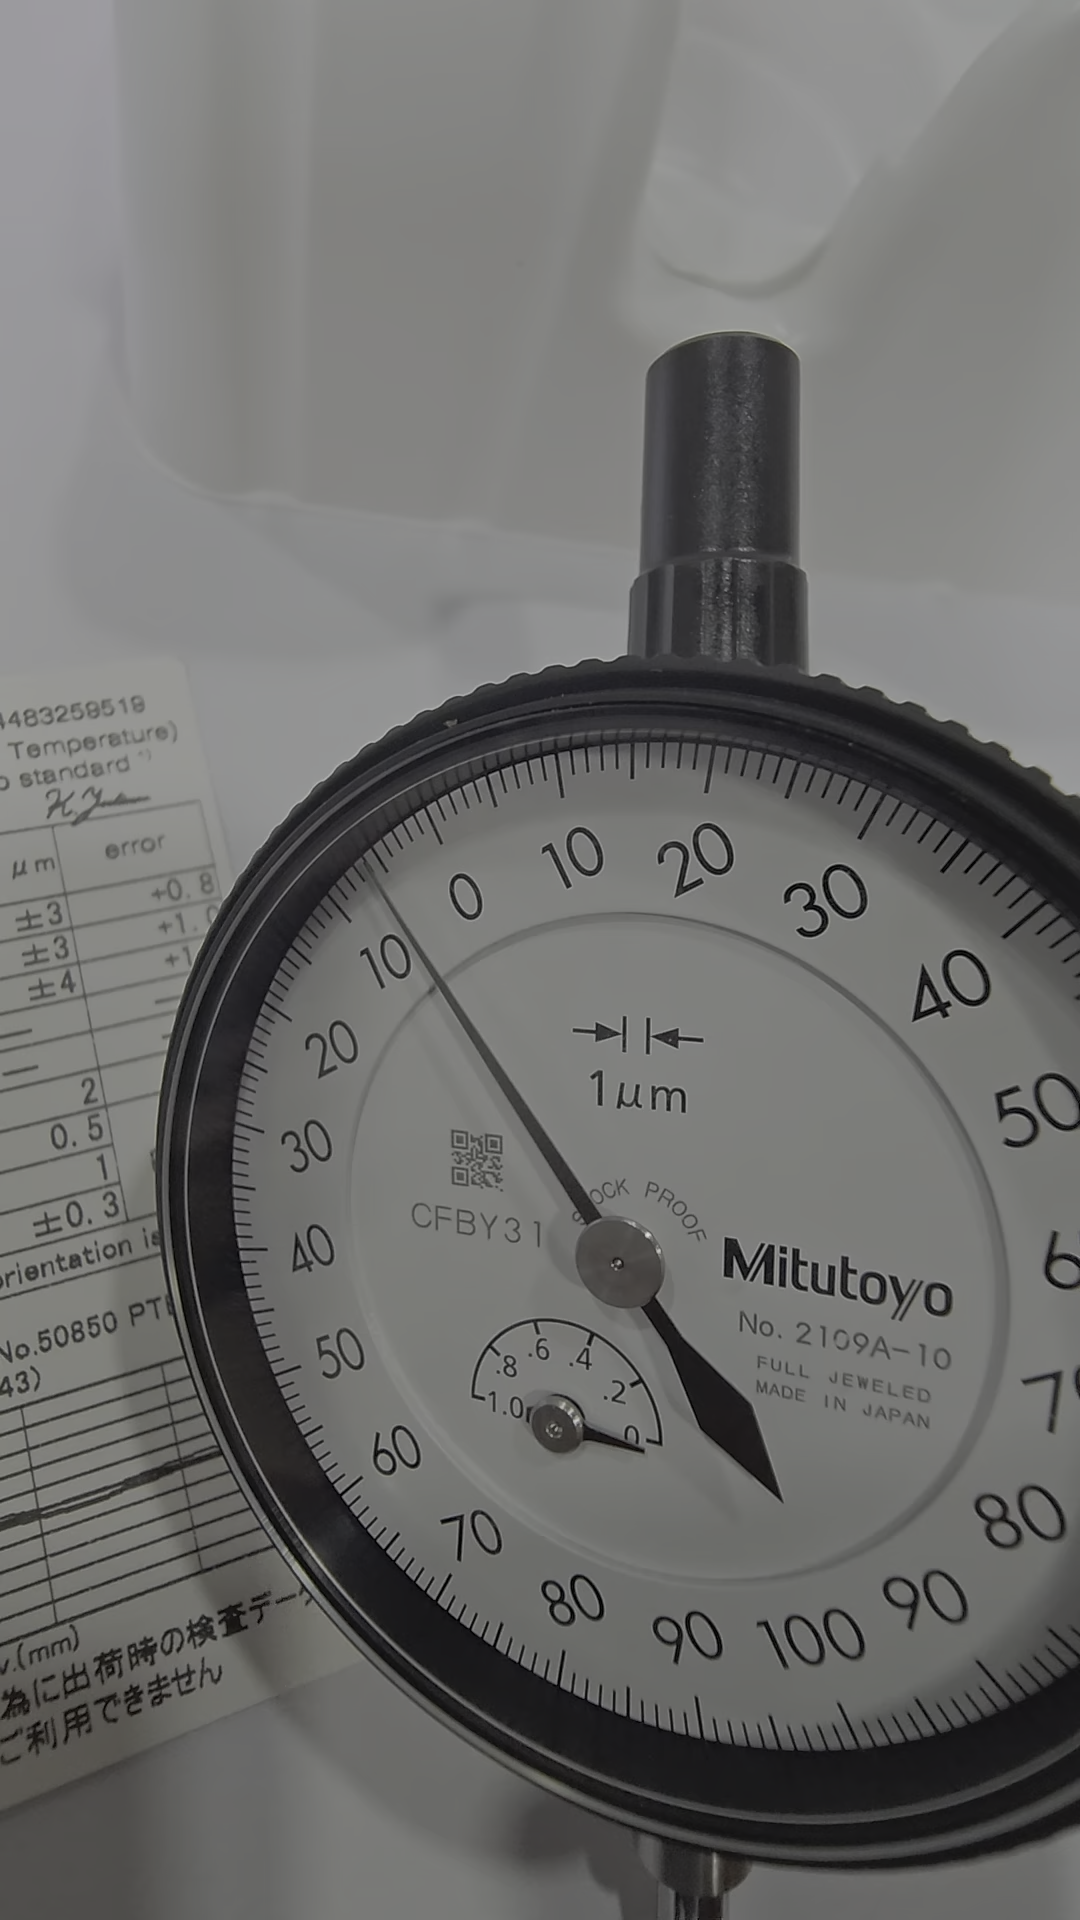 4483259519
Temperature)
standard *)
μm error
±3 +0.8
±3 +1.0
±4 +1
2
0.5
1
±0.3
orientation is
No.50850 PTB
43)
(mm)
為に出荷時の検査データ
ご利用できません
0 10 20 30 40 50
10 20 30 40 50 60 70 80 90 100 90 80
1μm
CFBY31
SHOCK PROOF
Mitutoyo
No. 2109A-10
FULL JEWELED
MADE IN JAPAN
1.0 .8 .6 .4 .2 0